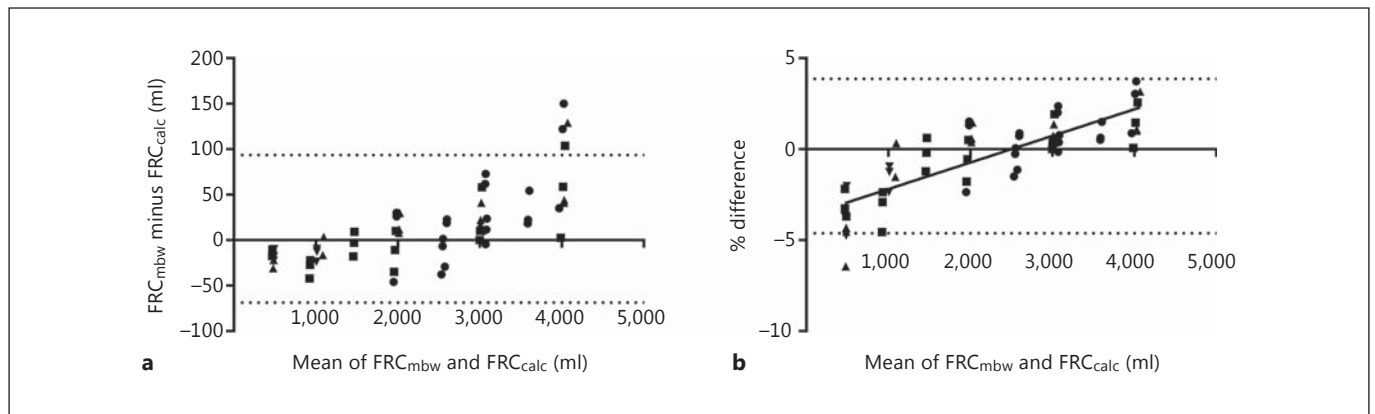 200
150
100
50
0
–50
–100
FRCmbw minus FRCcalc (ml)
1,000 2,000 3,000 4,000 5,000
a Mean of FRCmbw and FRCcalc (ml)
5
0
–5
–10
% difference
1,000 2,000 3,000 4,000 5,000
b Mean of FRCmbw and FRCcalc (ml)